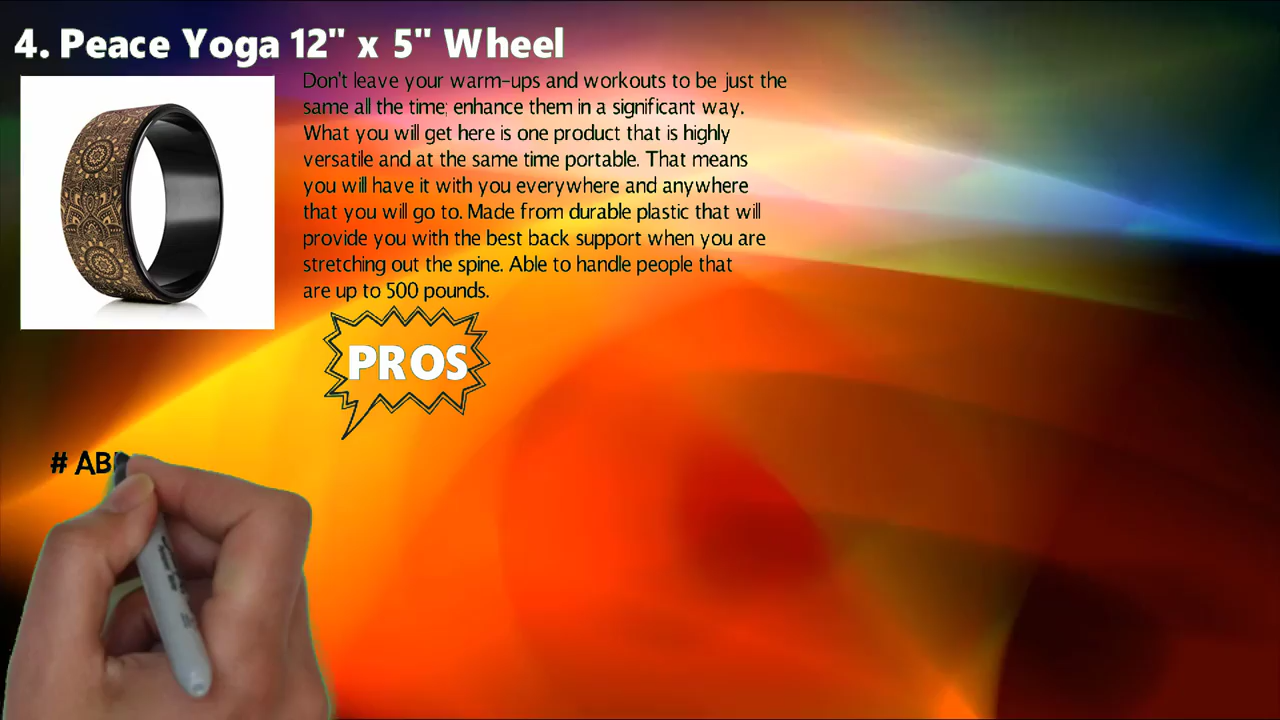 4. Peace Yoga 12" x 5" Wheel
Don't leave your warm-ups and workouts to be just the
same all the time; enhance them in a significant way.
What you will get here is one product that is highly
versatile and at the same time portable. That means
you will have it with you everywhere and anywhere
that you will go to. Made from durable plastic that will
provide you with the best back support when you are
stretching out the spine. Able to handle people that
are up to 500 pounds.
PROS
# AB